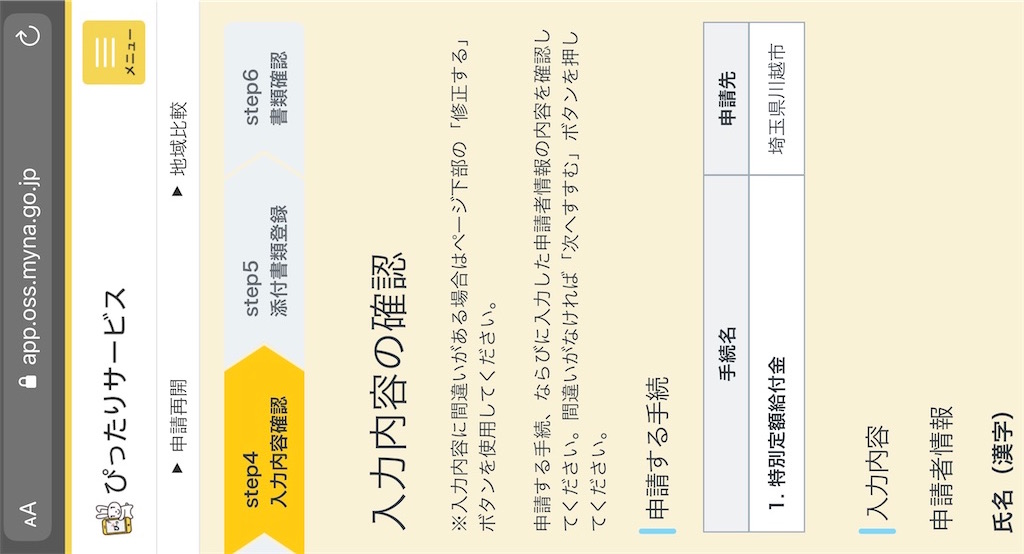 AA app.oss.myna.go.jp
ぴったりサービス
メニュー
▶ 申請再開
▶ 地域比較
step4
入力内容確認
step5
添付書類登録
step6
書類確認
入力内容の確認
※入力内容に間違いがある場合はページ下部の「修正する」
ボタンを使用してください。
申請する手続、ならびに入力した申請者情報の内容を確認し
てください。間違いがなければ「次へすすむ」ボタンを押し
てください。
申請する手続
手続名 申請先
1. 特別定額給付金 埼玉県川越市
入力内容
申請者情報
氏名（漢字）